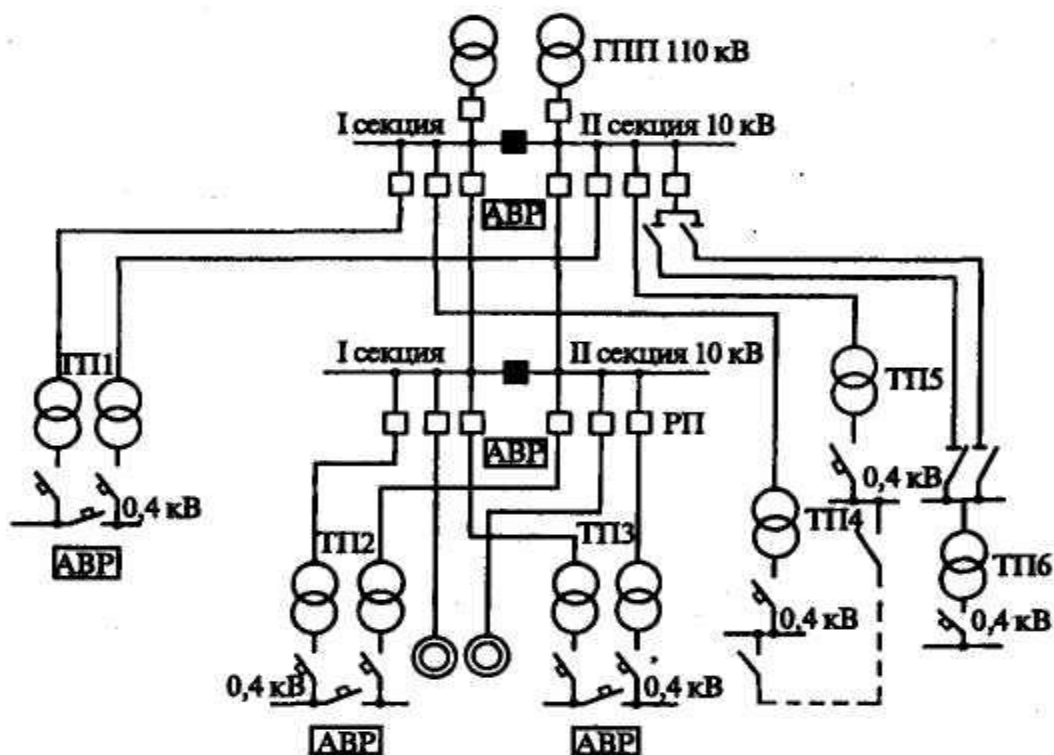 ГПП 110 кВ
I секция
II секция 10 кВ
АВР
I секция
II секция 10 кВ
ТП1
ТП5
РП
АВР
0,4 кВ
0,4 кВ
ТП4
ТП2
ТП3
АВР
ТП6
0,4 кВ
0,4 кВ
0,4 кВ
0,4 кВ
АВР
АВР